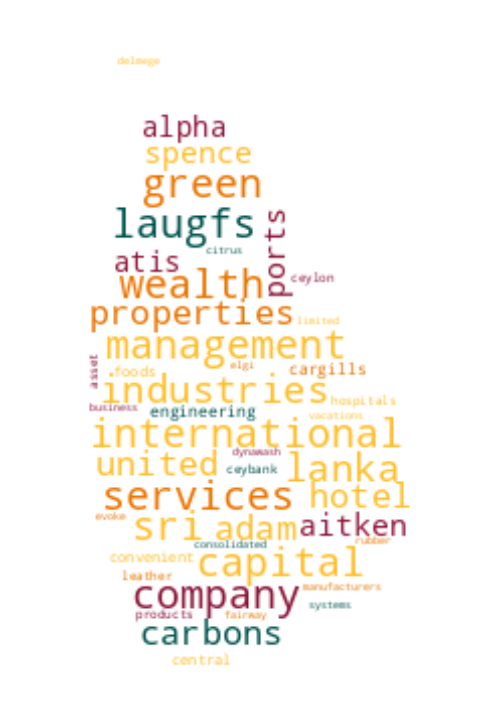 delmege
alpha
spence
green
laugfs
ports
citrus
atis
wealth
ceylon
properties
limited
management
asset
foods
elgi
cargills
industries
hospitals
business
engineering
vacations
international
dynawash
united
ceybank
lanka
services
hotel
evoke
sri
adam
aitken
consolidated
rubber
convenient
capital
leather
company
manufacturers
products
fairway
systems
carbons
central